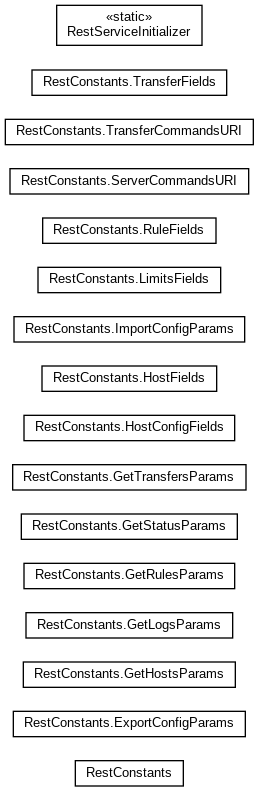 «static»
RestServiceInitializer
RestConstants.TransferFields
RestConstants.TransferCommandsURI
RestConstants.ServerCommandsURI
RestConstants.RuleFields
RestConstants.LimitsFields
RestConstants.ImportConfigParams
RestConstants.HostFields
RestConstants.HostConfigFields
RestConstants.GetTransfersParams
RestConstants.GetStatusParams
RestConstants.GetRulesParams
RestConstants.GetLogsParams
RestConstants.GetHostsParams
RestConstants.ExportConfigParams
RestConstants